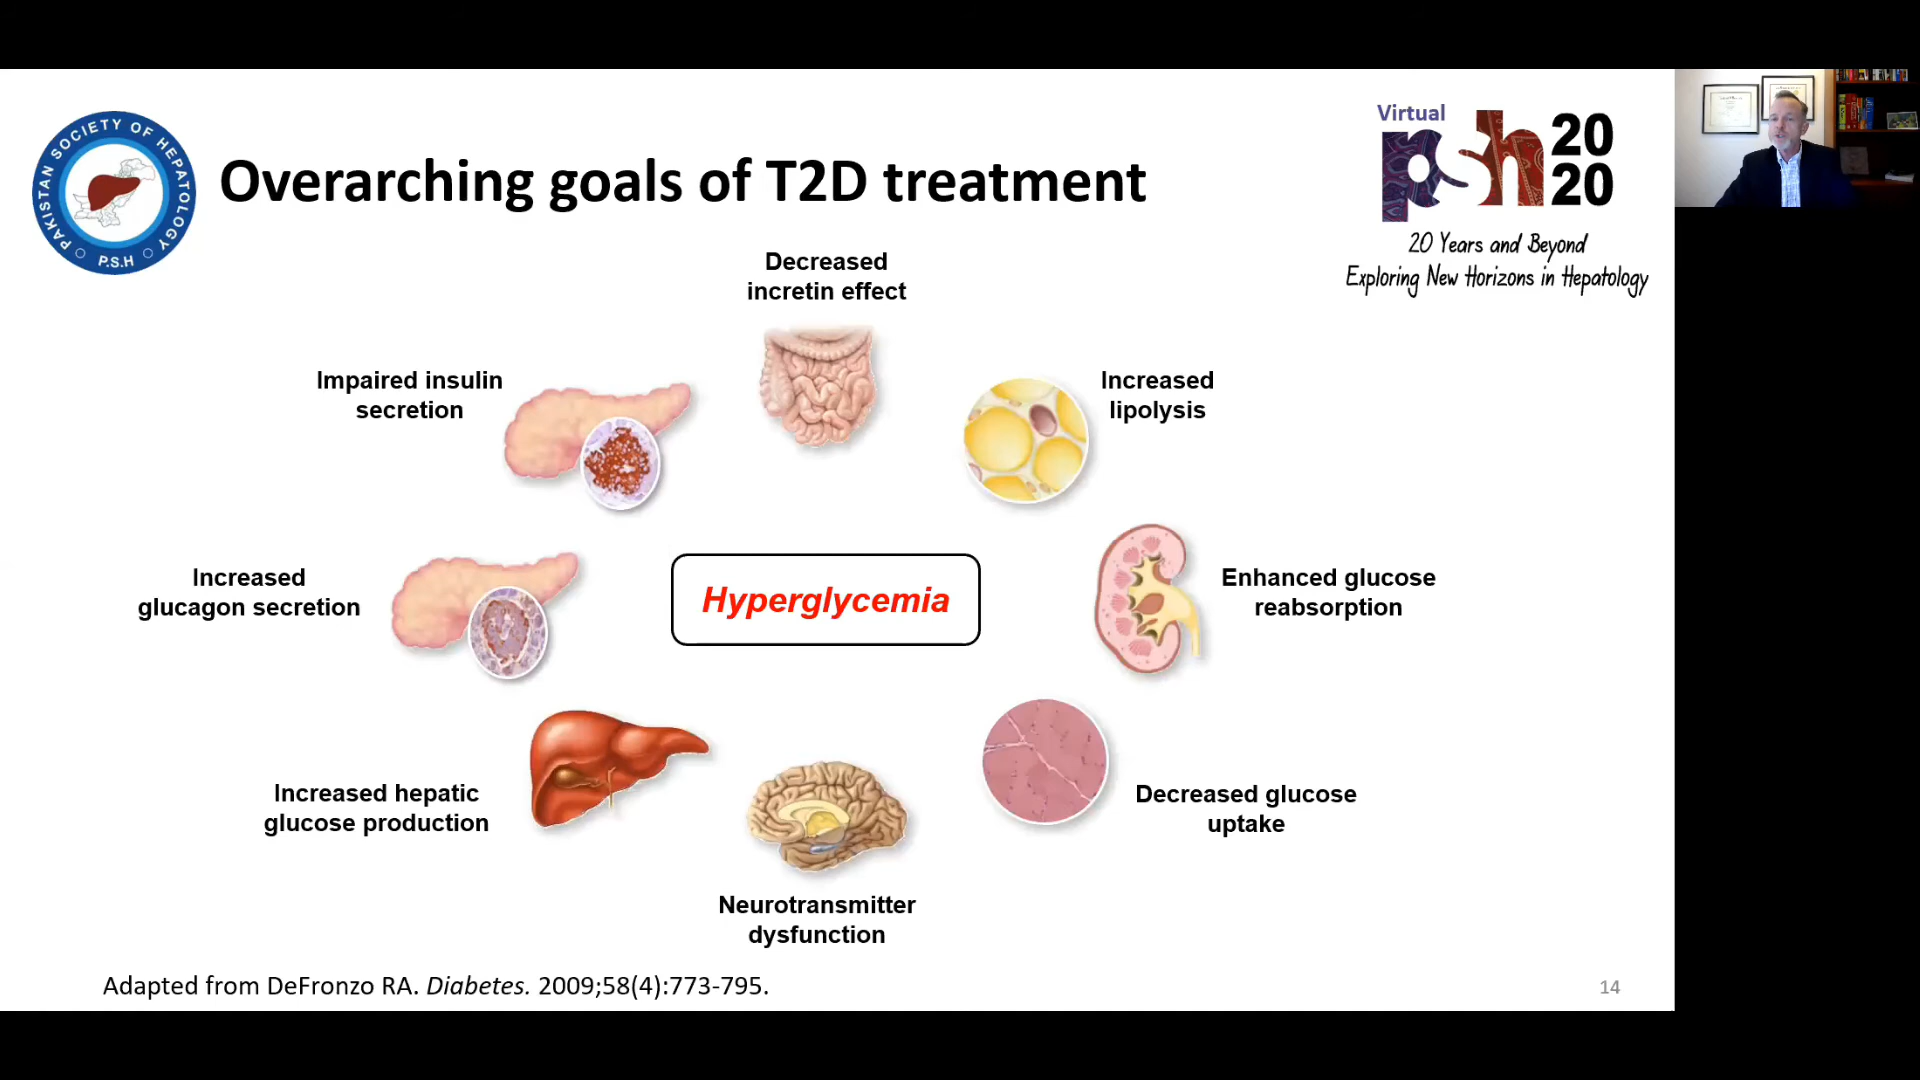 PAKISTAN SOCIETY OF HEPATOLOGY
P.S.H
Overarching goals of T2D treatment
Virtual
psh 20
20
20 Years and Beyond
Exploring New Horizons in Hepatology
Decreased
incretin effect
Impaired insulin
secretion
Increased
lipolysis
Increased
glucagon secretion
Hyperglycemia
Enhanced glucose
reabsorption
Increased hepatic
glucose production
Decreased glucose
uptake
Neurotransmitter
dysfunction
Adapted from DeFronzo RA. Diabetes. 2009;58(4):773-795.
14